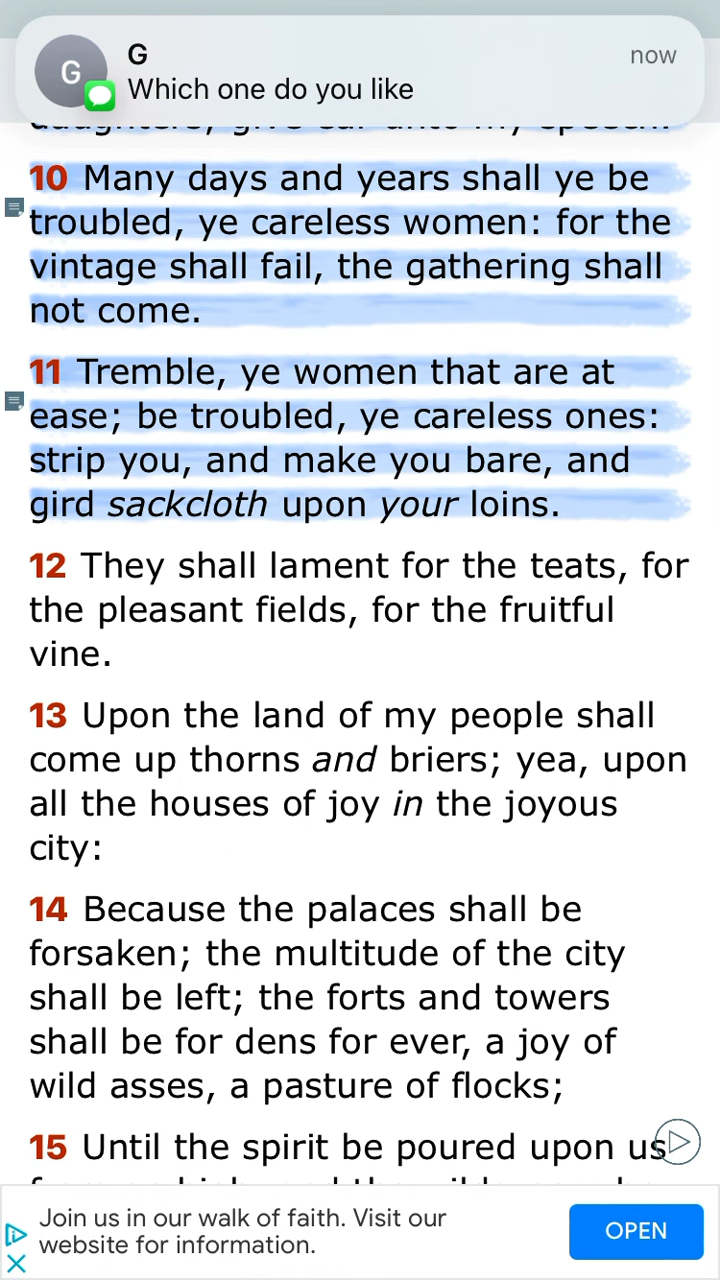 G
G
now
Which one do you like
daughters, give ear unto my speech.
10 Many days and years shall ye be
troubled, ye careless women: for the
vintage shall fail, the gathering shall
not come.
11 Tremble, ye women that are at
ease; be troubled, ye careless ones:
strip you, and make you bare, and
gird sackcloth upon your loins.
12 They shall lament for the teats, for
the pleasant fields, for the fruitful
vine.
13 Upon the land of my people shall
come up thorns and briers; yea, upon
all the houses of joy in the joyous
city:
14 Because the palaces shall be
forsaken; the multitude of the city
shall be left; the forts and towers
shall be for dens for ever, a joy of
wild asses, a pasture of flocks;
15 Until the spirit be poured upon us
Join us in our walk of faith. Visit our
website for information.
OPEN